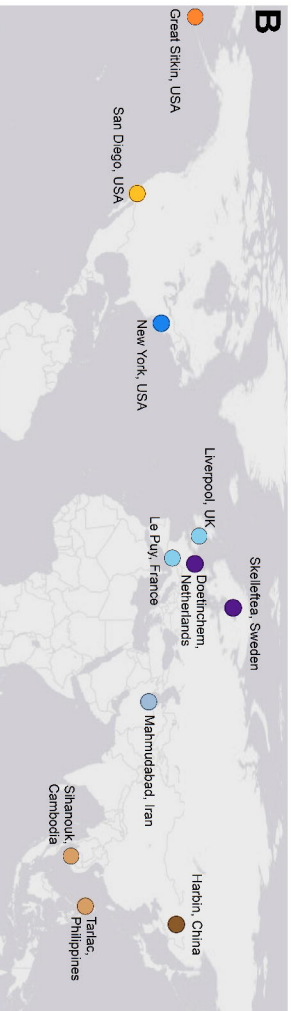 B
Great Sitkin, USA
San Diego, USA
New York, USA
Liverpool, UK
Le Puy, France
Doetinchem,
Netherlands
Skelleftea, Sweden
Mahmudabad, Iran
Sihanouk,
Cambodia
Tarlac,
Philippines
Harbin, China